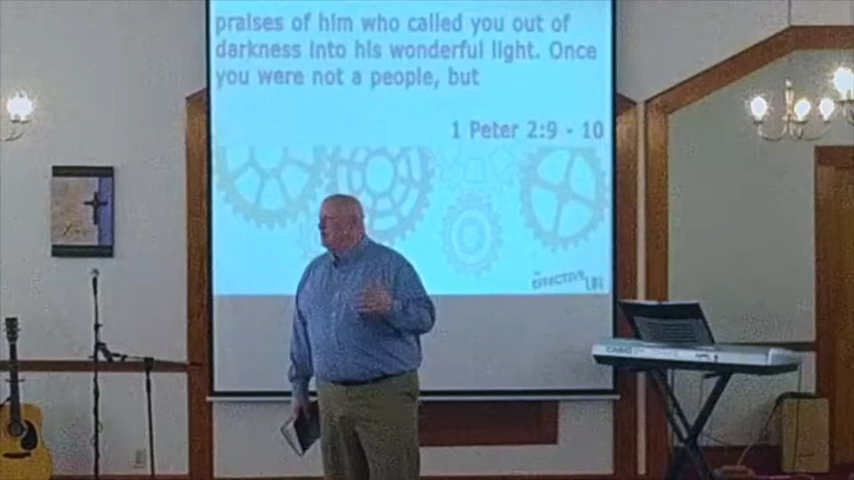 praises of him who called you out of
darkness into his wonderful light. Once
you were not a people, but
1 Peter 2:9 - 10
EFFECTIVE
LIFE
CASIO